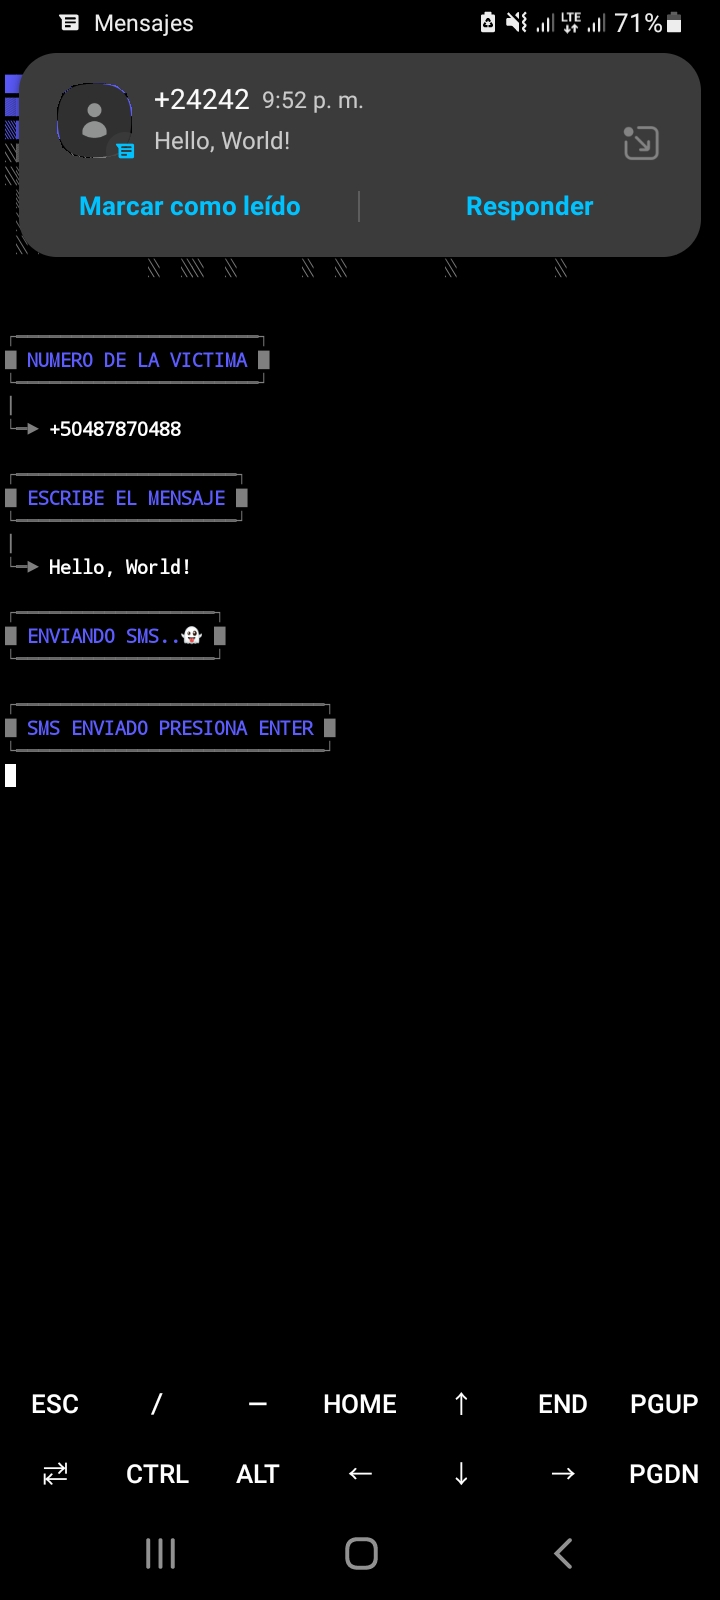 Mensajes
LTE 71%
+24242 9:52 p. m.
Hello, World!
Marcar como leído
Responder
NUMERO DE LA VICTIMA
+50487870488
ESCRIBE EL MENSAJE
Hello, World!
ENVIANDO SMS..👻
SMS ENVIADO PRESIONA ENTER
ESC / — HOME ↑ END PGUP
⇄ CTRL ALT ← ↓ → PGDN